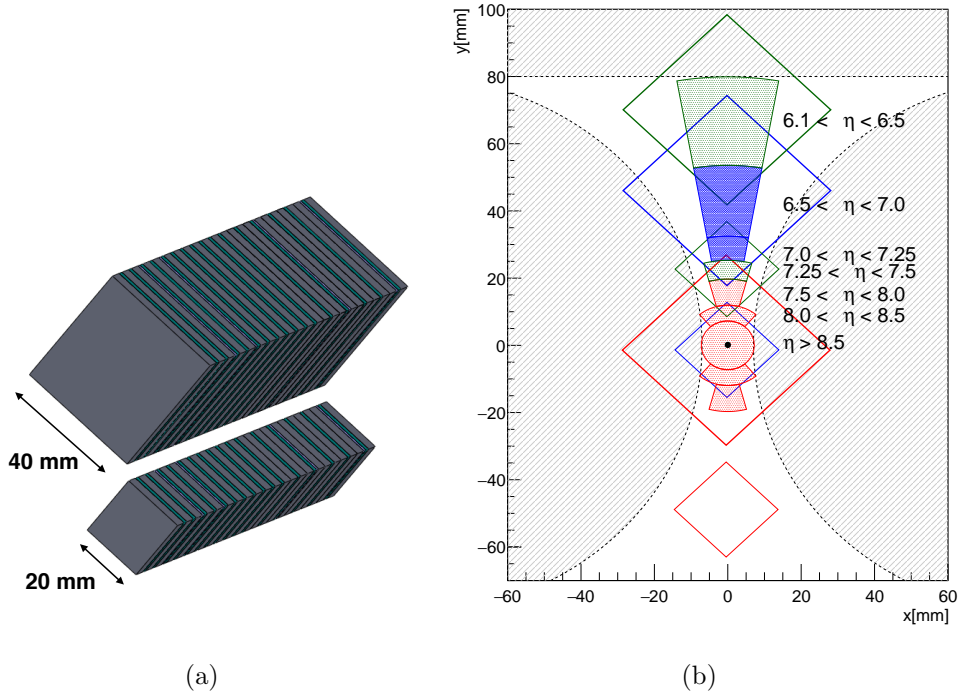 40 mm
20 mm
(a)
y[mm]
100
80
60
40
20
0
−20
−40
−60
6.1 < η < 6.5
6.5 < η < 7.0
7.0 < η < 7.25
7.25 < η < 7.5
7.5 < η < 8.0
8.0 < η < 8.5
η > 8.5
−60 −40 −20 0 20 40 60
x[mm]
(b)